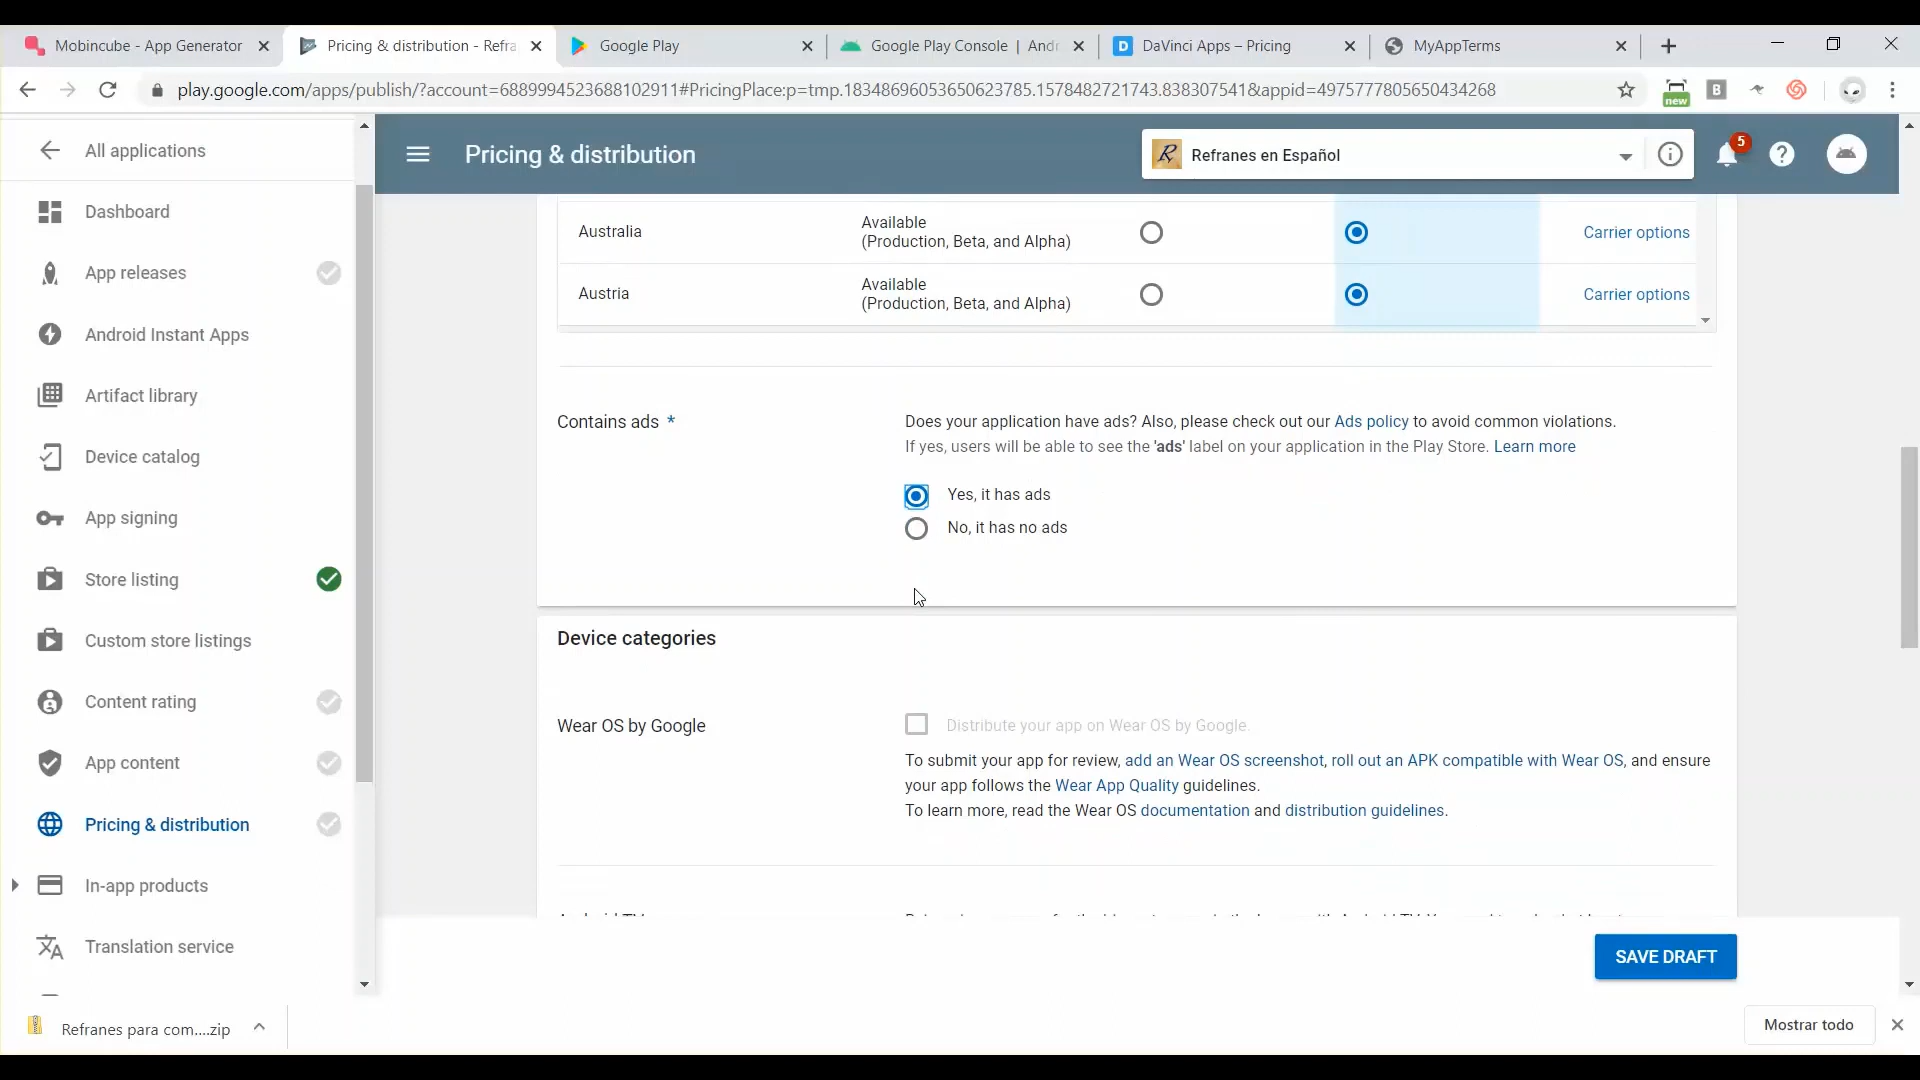 Mobincube - App Generator
Pricing & distribution - Refra
Google Play
Google Play Console | Andr
D
DaVinci Apps – Pricing
MyAppTerms
play.google.com/apps/publish/?account=6889994523688102911#PricingPlace:p=tmp.18348696053650623785.1578482721743.838307541&appid=4975777805650434268
new
B
All applications
Pricing & distribution
R
Refranes en Español
5
Dashboard
App releases
Android Instant Apps
Artifact library
Device catalog
App signing
Store listing
Custom store listings
Content rating
App content
Pricing & distribution
In-app products
Translation service
Australia
Available
(Production, Beta, and Alpha)
Carrier options
Austria
Available
(Production, Beta, and Alpha)
Carrier options
Contains ads *
Does your application have ads? Also, please check out our Ads policy to avoid common violations.
If yes, users will be able to see the 'ads' label on your application in the Play Store. Learn more
Yes, it has ads
No, it has no ads
Device categories
Wear OS by Google
Distribute your app on Wear OS by Google.
To submit your app for review, add an Wear OS screenshot, roll out an APK compatible with Wear OS, and ensure
your app follows the Wear App Quality guidelines.
To learn more, read the Wear OS documentation and distribution guidelines.
SAVE DRAFT
Refranes para com....zip
Mostrar todo